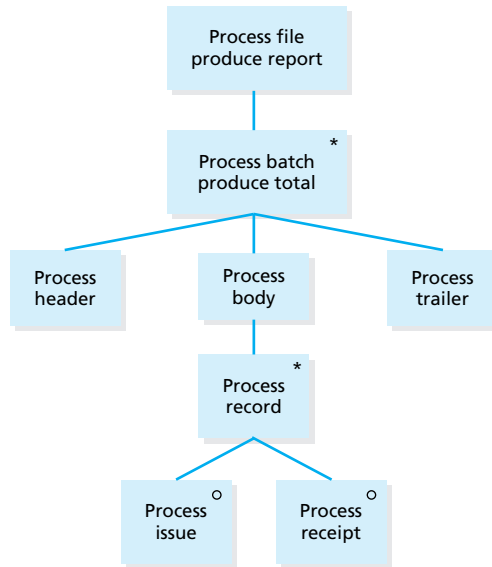 Process file
produce report
*
Process batch
produce total
Process
header
Process
body
Process
trailer
*
Process
record
Process
issue
Process
receipt